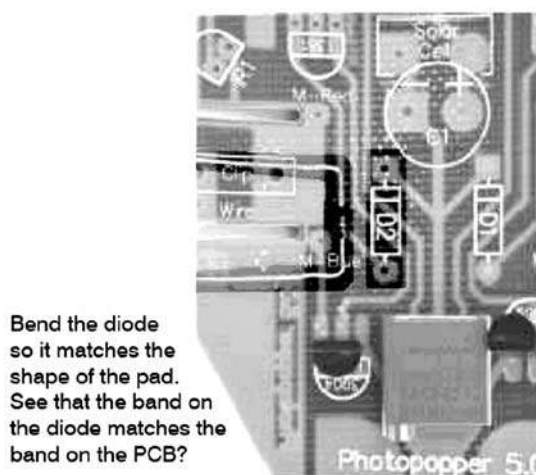 Solar
Cell
M-Red
C1
Clip
Wire
D2
D1
M-Blue
Bend the diode
so it matches the
shape of the pad.
See that the band on
the diode matches the
band on the PCB?
3904
Photopopper 5.0